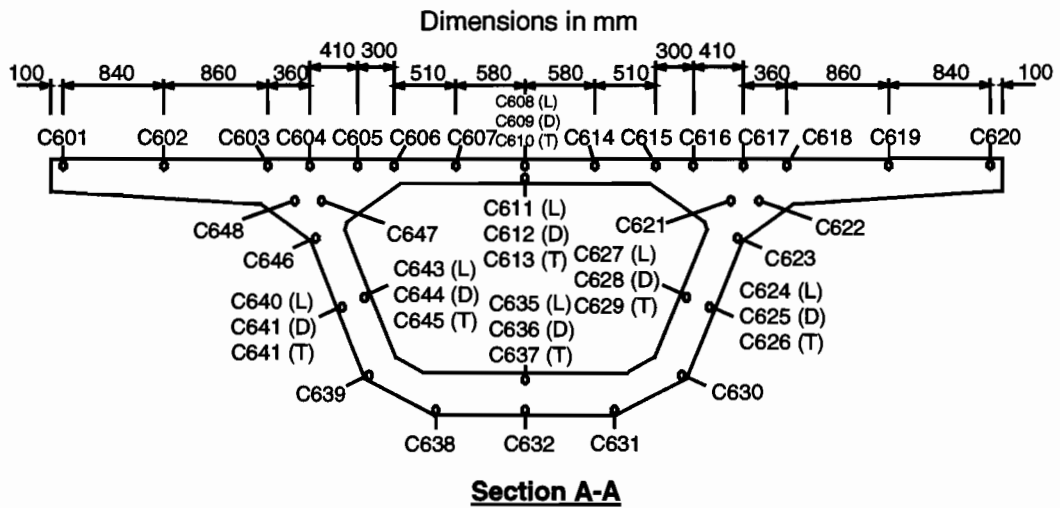 Dimensions in mm
410 300 300 410
100 840 860 360 510 580 580 510 360 860 840 100
C608 (L)
C609 (D)
C601 C602 C603 C604 C605 C606 C607 C610 (T) C614 C615 C616 C617 C618 C619 C620
C648 C647 C611 (L) C621 C622
C646 C612 (D) C623
C613 (T) C627 (L)
C643 (L) C628 (D)
C640 (L) C644 (D) C635 (L) C629 (T) C624 (L)
C641 (D) C645 (T) C636 (D) C625 (D)
C641 (T) C637 (T) C626 (T)
C639 C630
C638 C632 C631
Section A-A